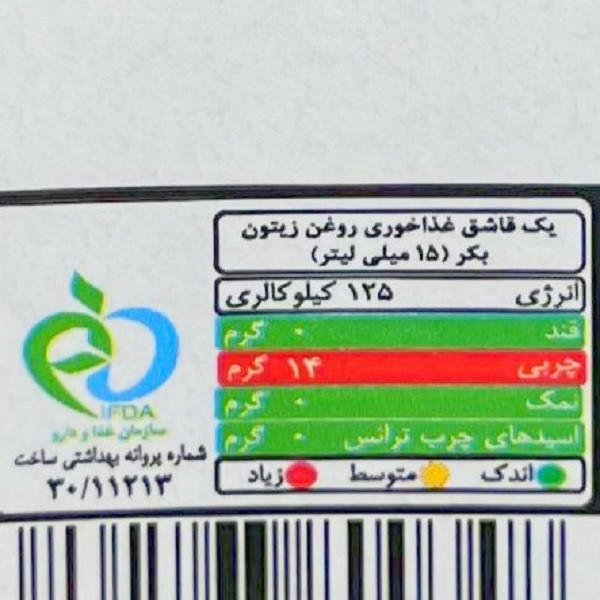 یک قاشق غذاخوری روغن زیتون
بکر (۱۵ میلی لیتر)
انرژی ۱۲۵ کیلوکالری
قند ۰ گرم
چربی ۱۴ گرم
نمک ۰ گرم
اسیدهای چرب ترانس ۰ گرم
اندک متوسط زیاد
IFDA
سازمان غذا و دارو
شماره پروانه بهداشتی ساخت
۳۰/۱۱۲۱۳